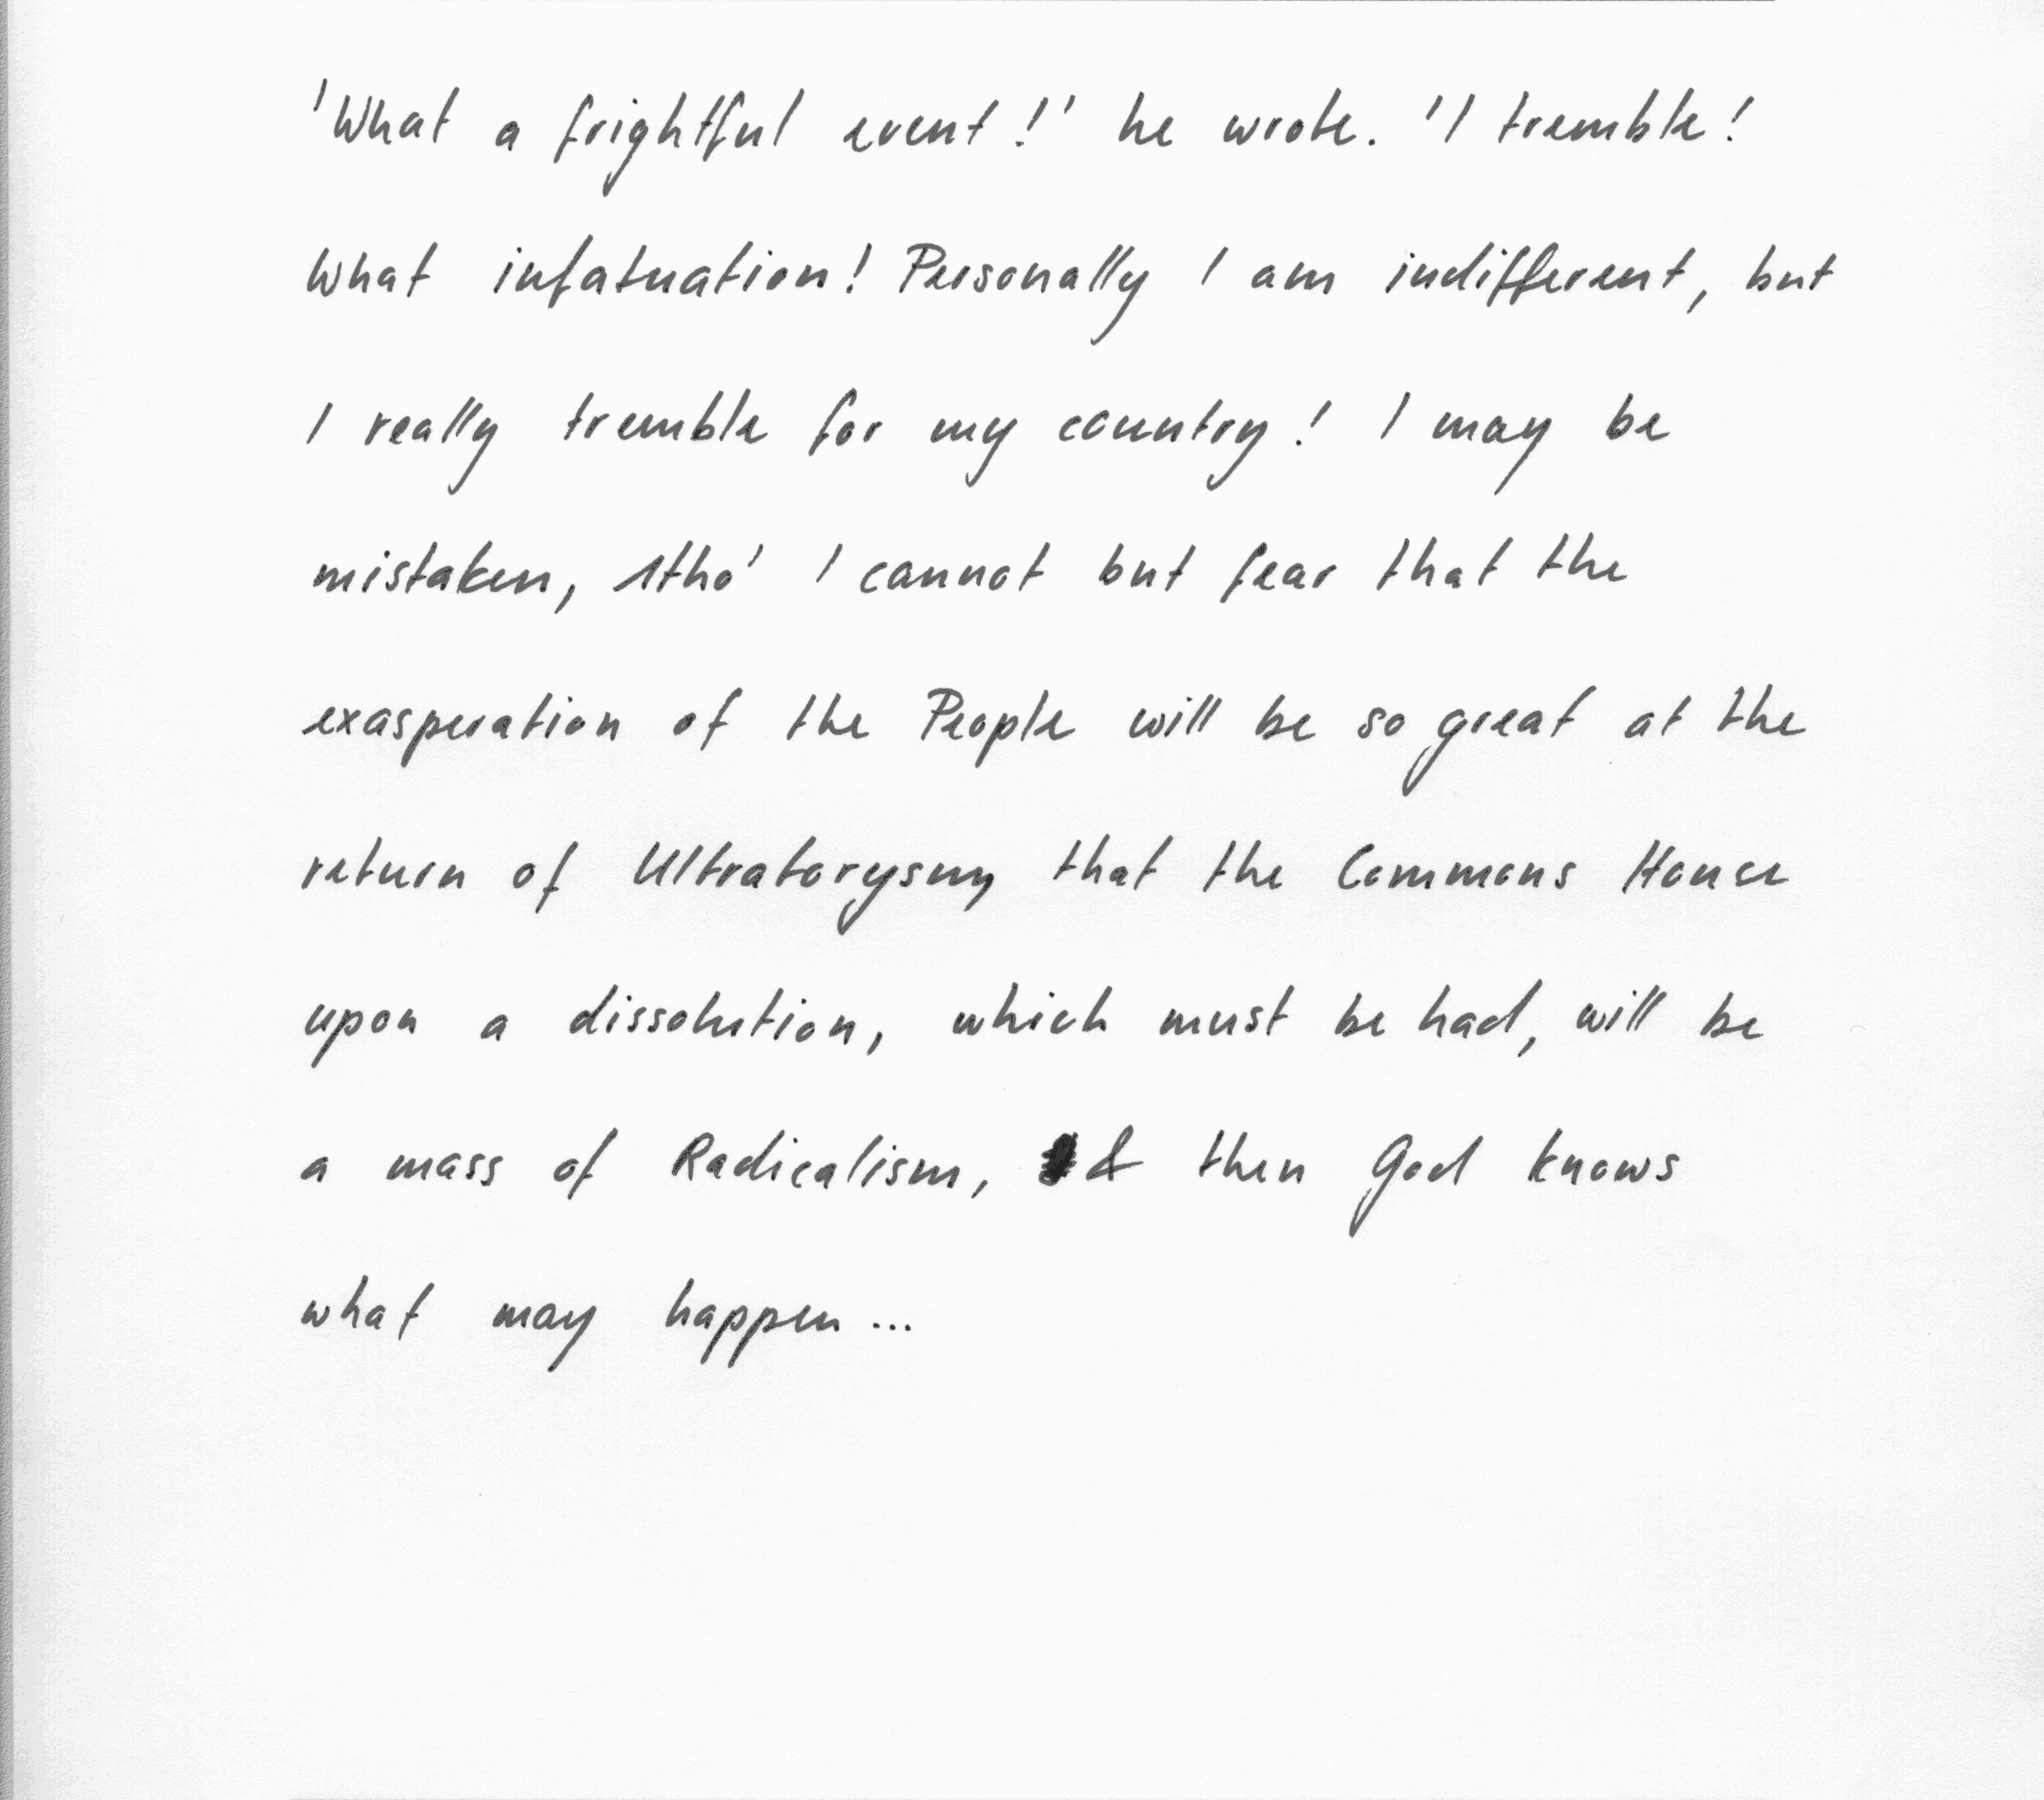 'What a frightful event!' he wrote. 'I tremble!
What infatuation! Personally I am indifferent, but
I really tremble for my country! I may be
mistaken, 1tho' I cannot but fear that the
exasperation of the People will be so great at the
return of Ultratorysm, that the Commons House
upon a dissolution, which must be had, will be
a mass of Radicalism, & then God knows
what may happen...